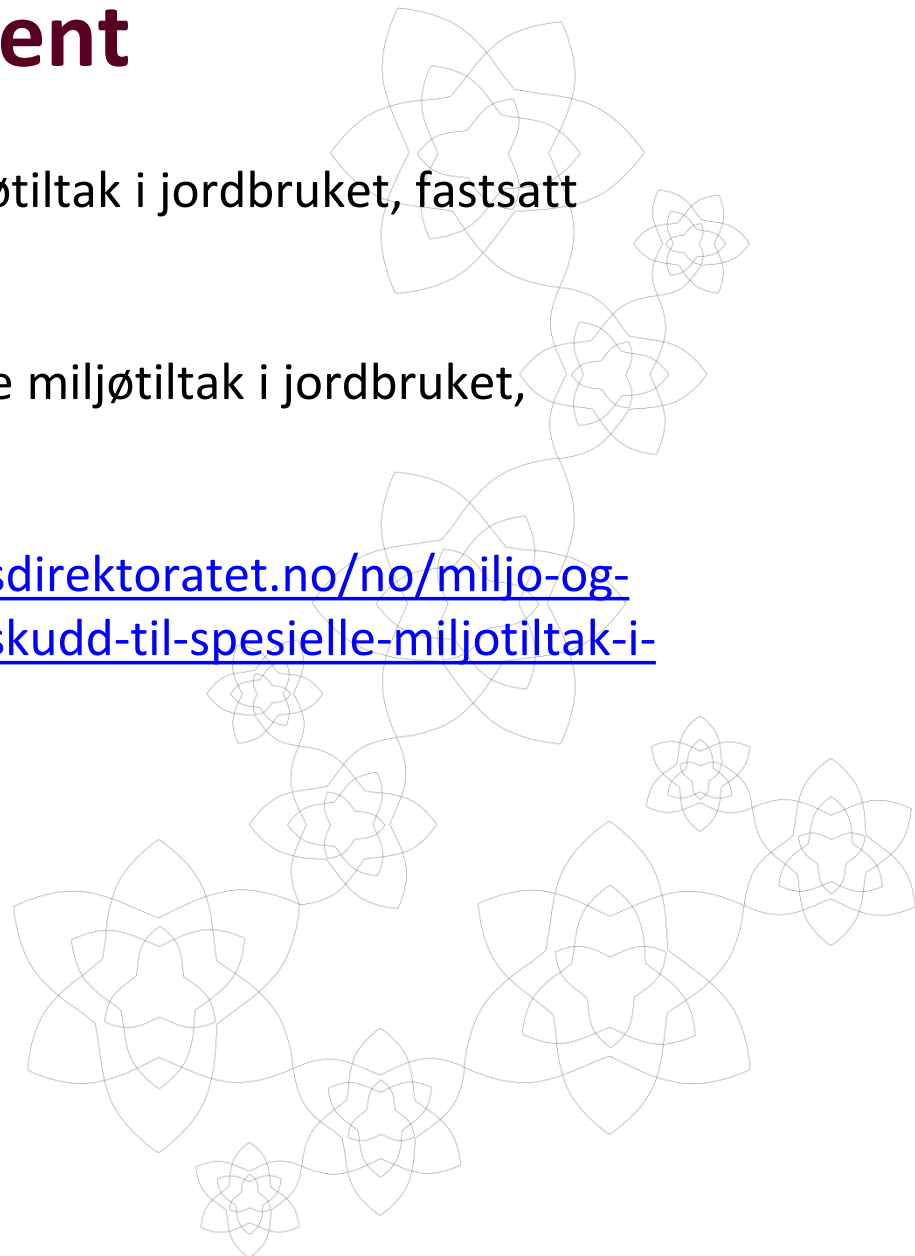 ent
øtiltak i jordbruket, fastsatt
e miljøtiltak i jordbruket,
sdirektoratet.no/no/miljo-og-
skudd-til-spesielle-miljotiltak-i-